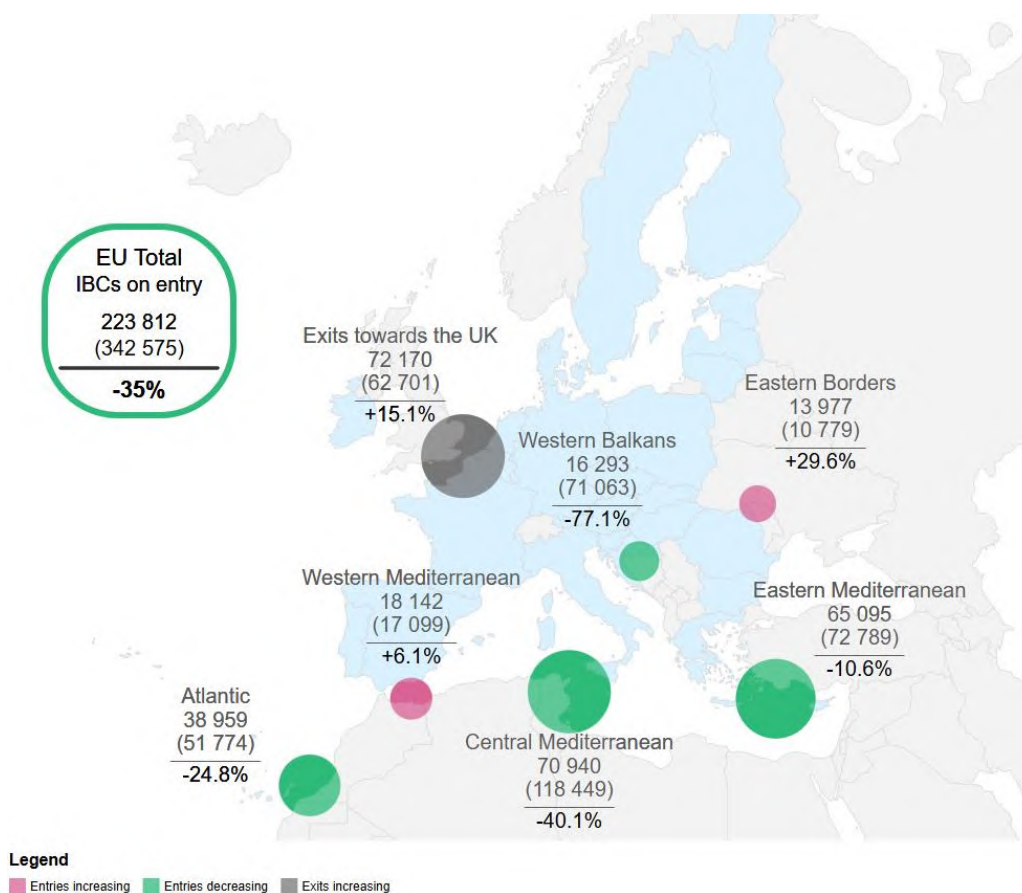 EU Total
IBCs on entry
223 812
(342 575)
-35%
Exits towards the UK
72 170
(62 701)
+15.1%
Eastern Borders
13 977
(10 779)
+29.6%
Western Balkans
16 293
(71 063)
-77.1%
Western Mediterranean
18 142
(17 099)
+6.1%
Eastern Mediterranean
65 095
(72 789)
-10.6%
Atlantic
38 959
(51 774)
-24.8%
Central Mediterranean
70 940
(118 449)
-40.1%
Legend
Entries increasing Entries decreasing Exits increasing